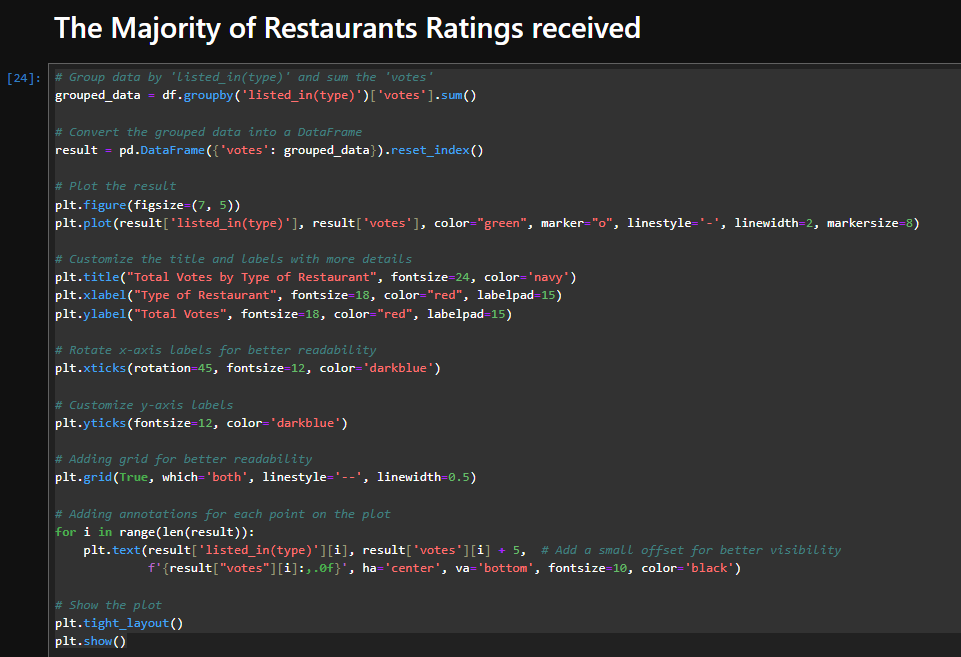 The Majority of Restaurants Ratings received
[24]:
# Group data by 'listed_in(type)' and sum the 'votes'
grouped_data = df.groupby('listed_in(type)')['votes'].sum()
# Convert the grouped data into a DataFrame
result = pd.DataFrame({'votes': grouped_data}).reset_index()
# Plot the result
plt.figure(figsize=(7, 5))
plt.plot(result['listed_in(type)'], result['votes'], color="green", marker="o", linestyle='-', linewidth=2, markersize=8)
# Customize the title and labels with more details
plt.title("Total Votes by Type of Restaurant", fontsize=24, color='navy')
plt.xlabel("Type of Restaurant", fontsize=18, color="red", labelpad=15)
plt.ylabel("Total Votes", fontsize=18, color="red", labelpad=15)
# Rotate x-axis labels for better readability
plt.xticks(rotation=45, fontsize=12, color='darkblue')
# Customize y-axis labels
plt.yticks(fontsize=12, color='darkblue')
# Adding grid for better readability
plt.grid(True, which='both', linestyle='--', linewidth=0.5)
# Adding annotations for each point on the plot
for i in range(len(result)):
    plt.text(result['listed_in(type)'][i], result['votes'][i] + 5,  # Add a small offset for better visibility
             f'{result["votes"][i]:,.0f}', ha='center', va='bottom', fontsize=10, color='black')
# Show the plot
plt.tight_layout()
plt.show()